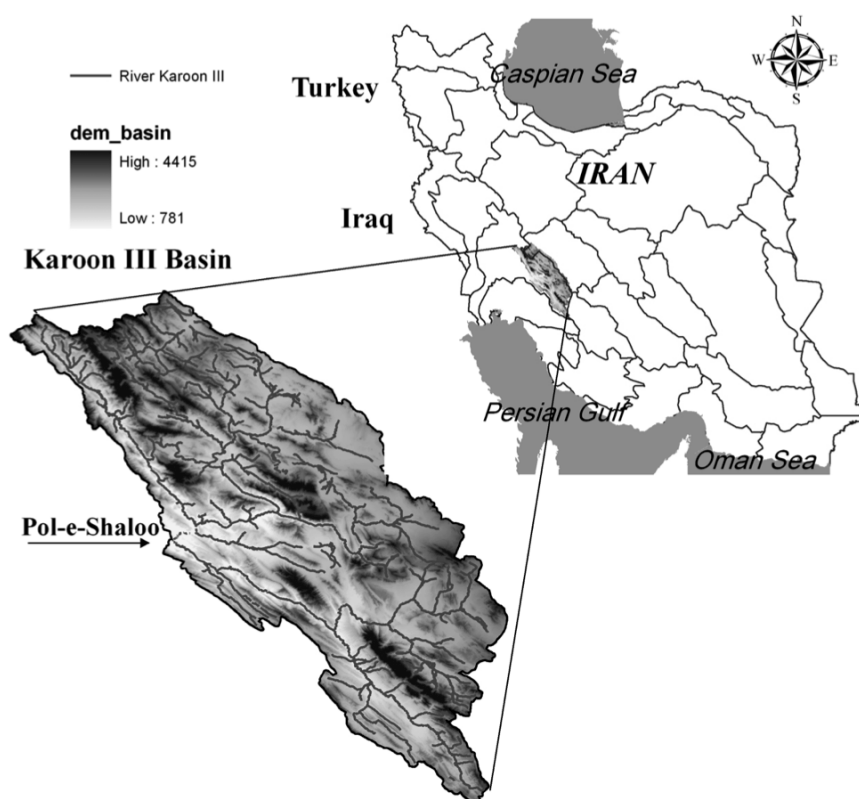 N
W E
S
Caspian Sea
River Karoon III
Turkey
dem_basin
High : 4415
Low : 781
IRAN
Iraq
Karoon III Basin
Persian Gulf
Oman Sea
Pol-e-Shaloo